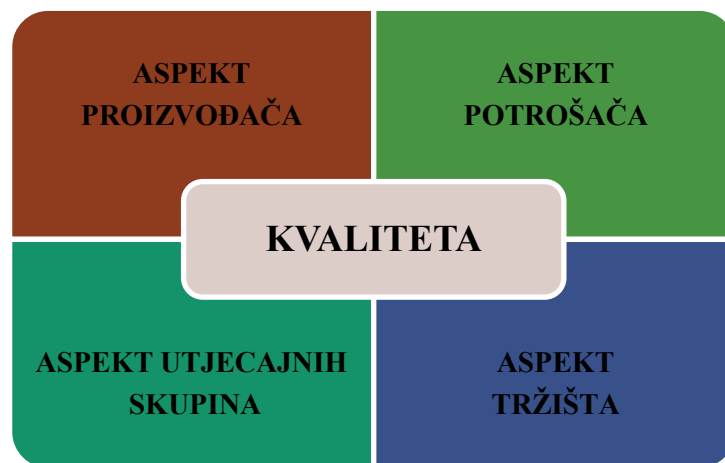 ASPEKT
PROIZVOĐAČA
ASPEKT
POTROŠAČA
KVALITETA
ASPEKT UTJECAJNIH
SKUPINA
ASPEKT
TRŽIŠTA